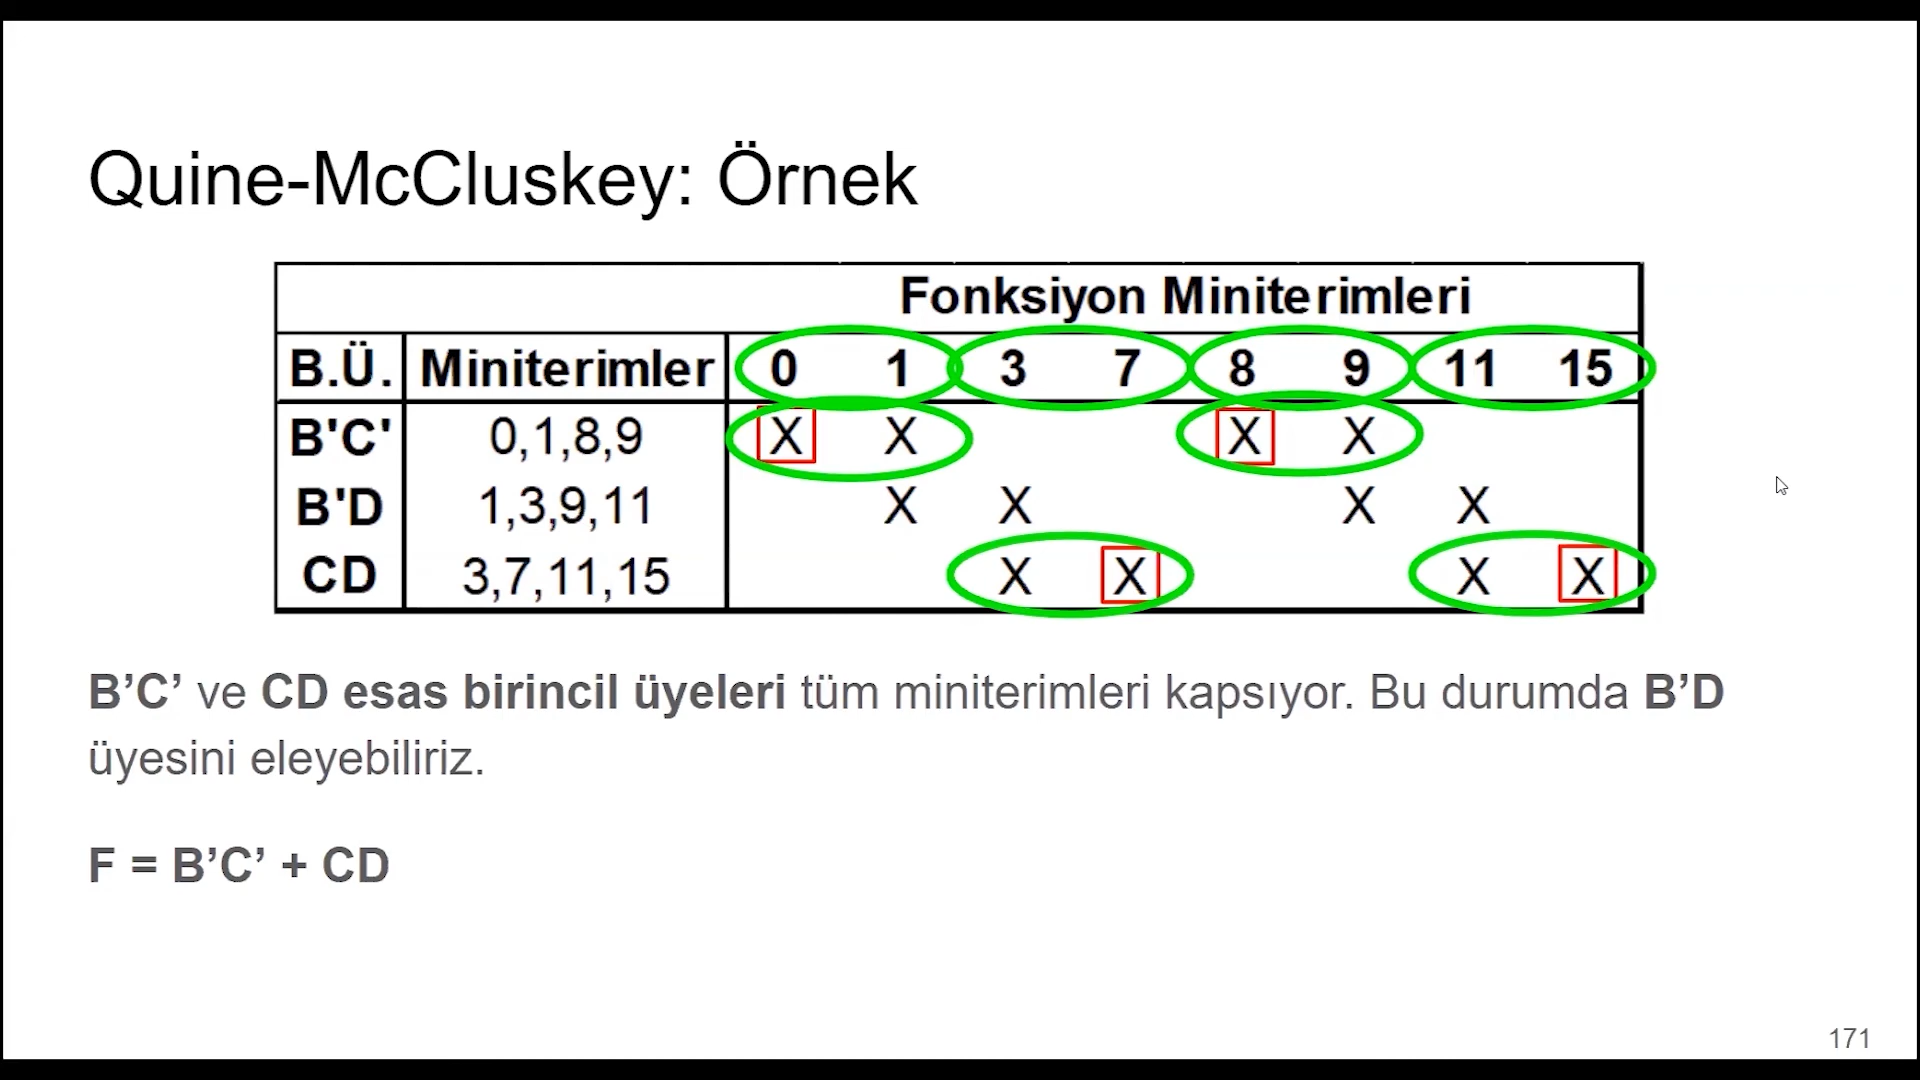 Quine-McCluskey: Örnek
Fonksiyon Miniterimleri
B.Ü. Miniterimler 0 1 3 7 8 9 11 15
B'C' 0,1,8,9 X X X X
B'D 1,3,9,11 X X X X
CD 3,7,11,15 X X X X
B’C’ ve CD esas birincil üyeleri tüm miniterimleri kapsıyor. Bu durumda B’D
üyesini eleyebiliriz.
F = B’C’ + CD
171